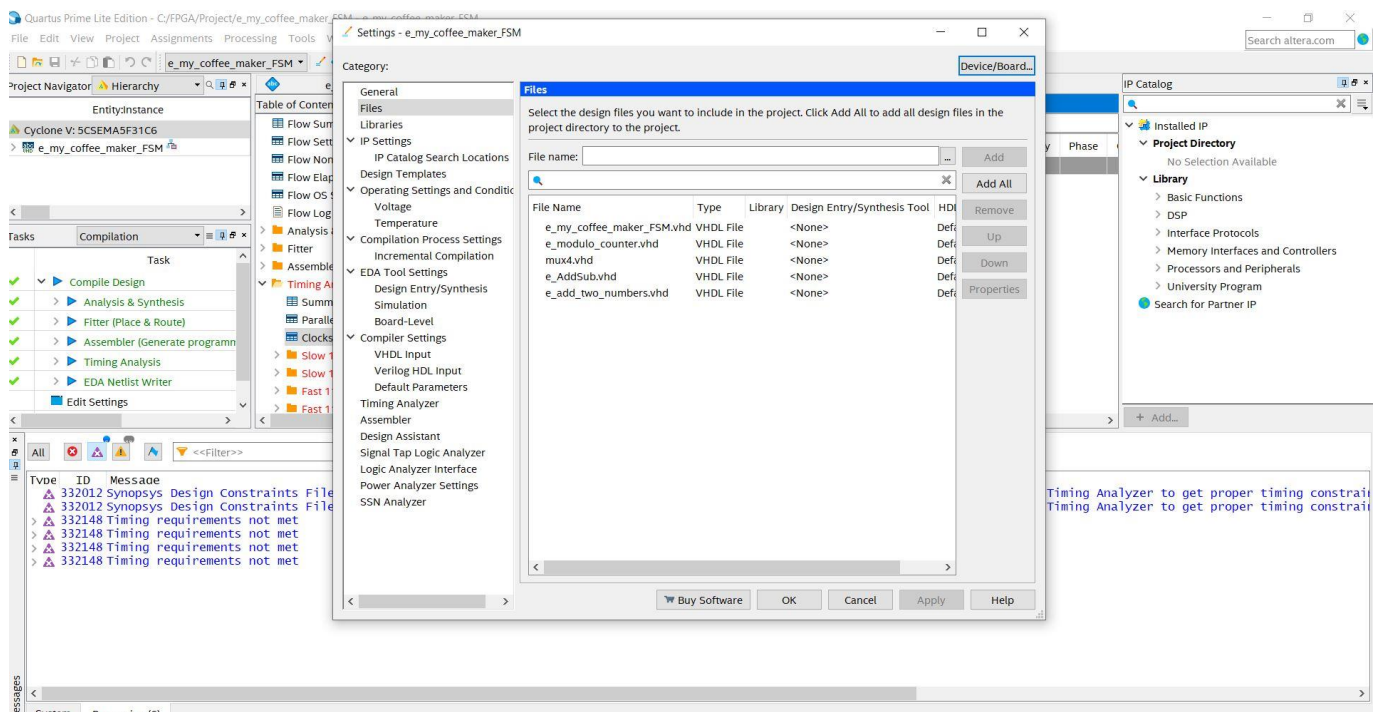 Quartus Prime Lite Edition - C:/FPGA/Project/e_my_coffee_maker_FSM - e_my_coffee_maker_FSM
File Edit View Project Assignments Processing Tools
Search altera.com
e_my_coffee_maker_FSM
Project Navigator Hierarchy
Entity:Instance
Cyclone V: 5CSEMA5F31C6
e_my_coffee_maker_FSM
Tasks Compilation
Task
Compile Design
Analysis & Synthesis
Fitter (Place & Route)
Assembler (Generate programn
Timing Analysis
EDA Netlist Writer
Edit Settings
Table of Conten
Flow Sum
Flow Sett
Flow Non
Flow Elap
Flow OS S
Flow Log
Analysis
Fitter
Assemble
Timing An
Summ
Paralle
Clocks
Slow 1
Slow 1
Fast 1
Fast 1
Settings - e_my_coffee_maker_FSM
Category:
Device/Board...
General
Files
Libraries
IP Settings
IP Catalog Search Locations
Design Templates
Operating Settings and Conditic
Voltage
Temperature
Compilation Process Settings
Incremental Compilation
EDA Tool Settings
Design Entry/Synthesis
Simulation
Board-Level
Compiler Settings
VHDL Input
Verilog HDL Input
Default Parameters
Timing Analyzer
Assembler
Design Assistant
Signal Tap Logic Analyzer
Logic Analyzer Interface
Power Analyzer Settings
SSN Analyzer
Files
Select the design files you want to include in the project. Click Add All to add all design files in the
project directory to the project.
File name: ... Add
Add All
File Name Type Library Design Entry/Synthesis Tool HDI
e_my_coffee_maker_FSM.vhd VHDL File <None> Defa
e_modulo_counter.vhd VHDL File <None> Defa
mux4.vhd VHDL File <None> Defa
e_AddSub.vhd VHDL File <None> Defa
e_add_two_numbers.vhd VHDL File <None> Defa
Remove
Up
Down
Properties
Buy Software OK Cancel Apply Help
y Phase
IP Catalog
Installed IP
Project Directory
No Selection Available
Library
Basic Functions
DSP
Interface Protocols
Memory Interfaces and Controllers
Processors and Peripherals
University Program
Search for Partner IP
+ Add...
All <<Filter>>
Type ID Message
332012 Synopsys Design Constraints File Timing Analyzer to get proper timing constrai
332012 Synopsys Design Constraints File Timing Analyzer to get proper timing constrai
332148 Timing requirements not met
332148 Timing requirements not met
332148 Timing requirements not met
332148 Timing requirements not met